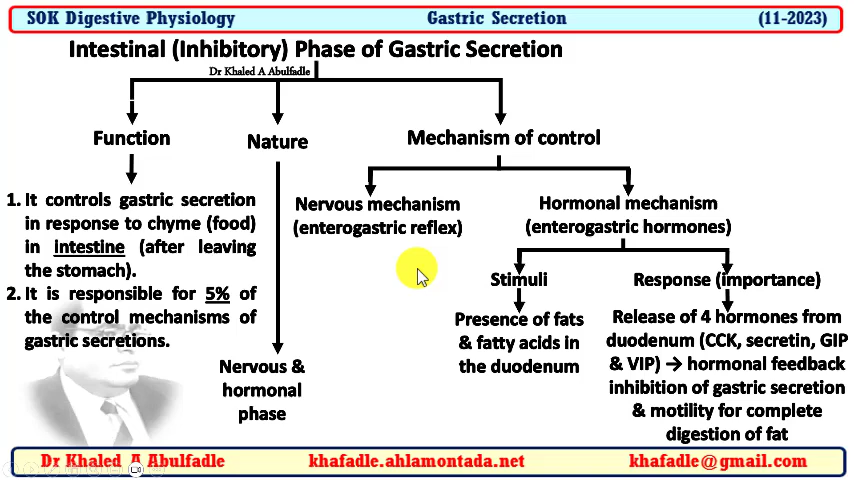 SOK Digestive Physiology
Gastric Secretion
(11-2023)
Intestinal (Inhibitory) Phase of Gastric Secretion
Dr Khaled A Abulfadle
Function
Nature
Mechanism of control
1. It controls gastric secretion
in response to chyme (food)
in intestine (after leaving
the stomach).
2. It is responsible for 5% of
the control mechanisms of
gastric secretions.
Nervous &
hormonal
phase
Nervous mechanism
(enterogastric reflex)
Hormonal mechanism
(enterogastric hormones)
Stimuli
Presence of fats
& fatty acids in
the duodenum
Response (importance)
Release of 4 hormones from
duodenum (CCK, secretin, GIP
& VIP) → hormonal feedback
inhibition of gastric secretion
& motility for complete
digestion of fat
Dr Khaled A Abulfadle
khafadle.ahlamontada.net
khafadle@gmail.com